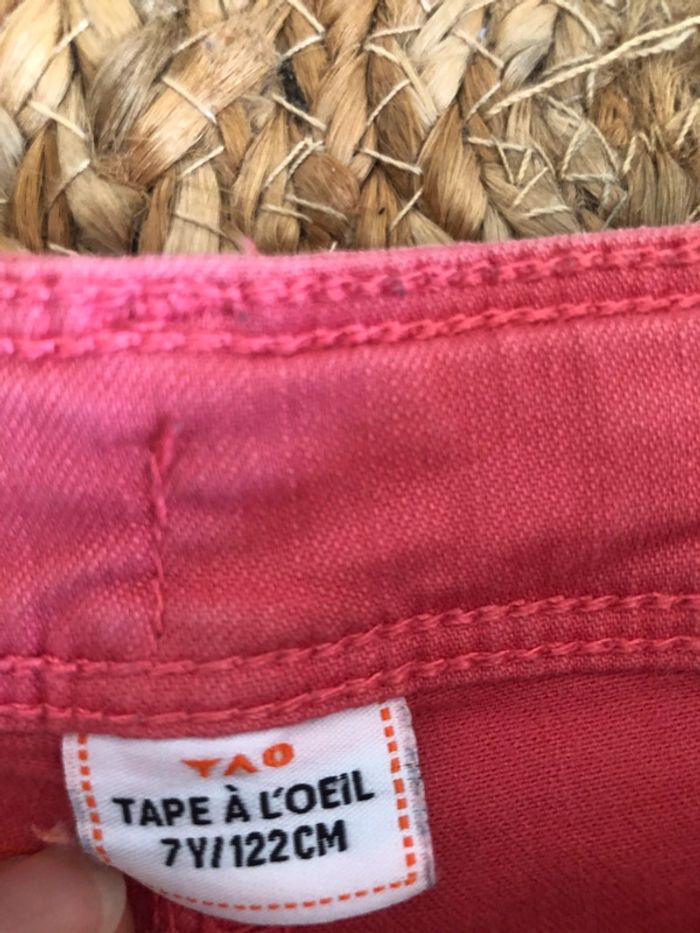 TAO
TAPE À L'OEIL
7Y/122CM